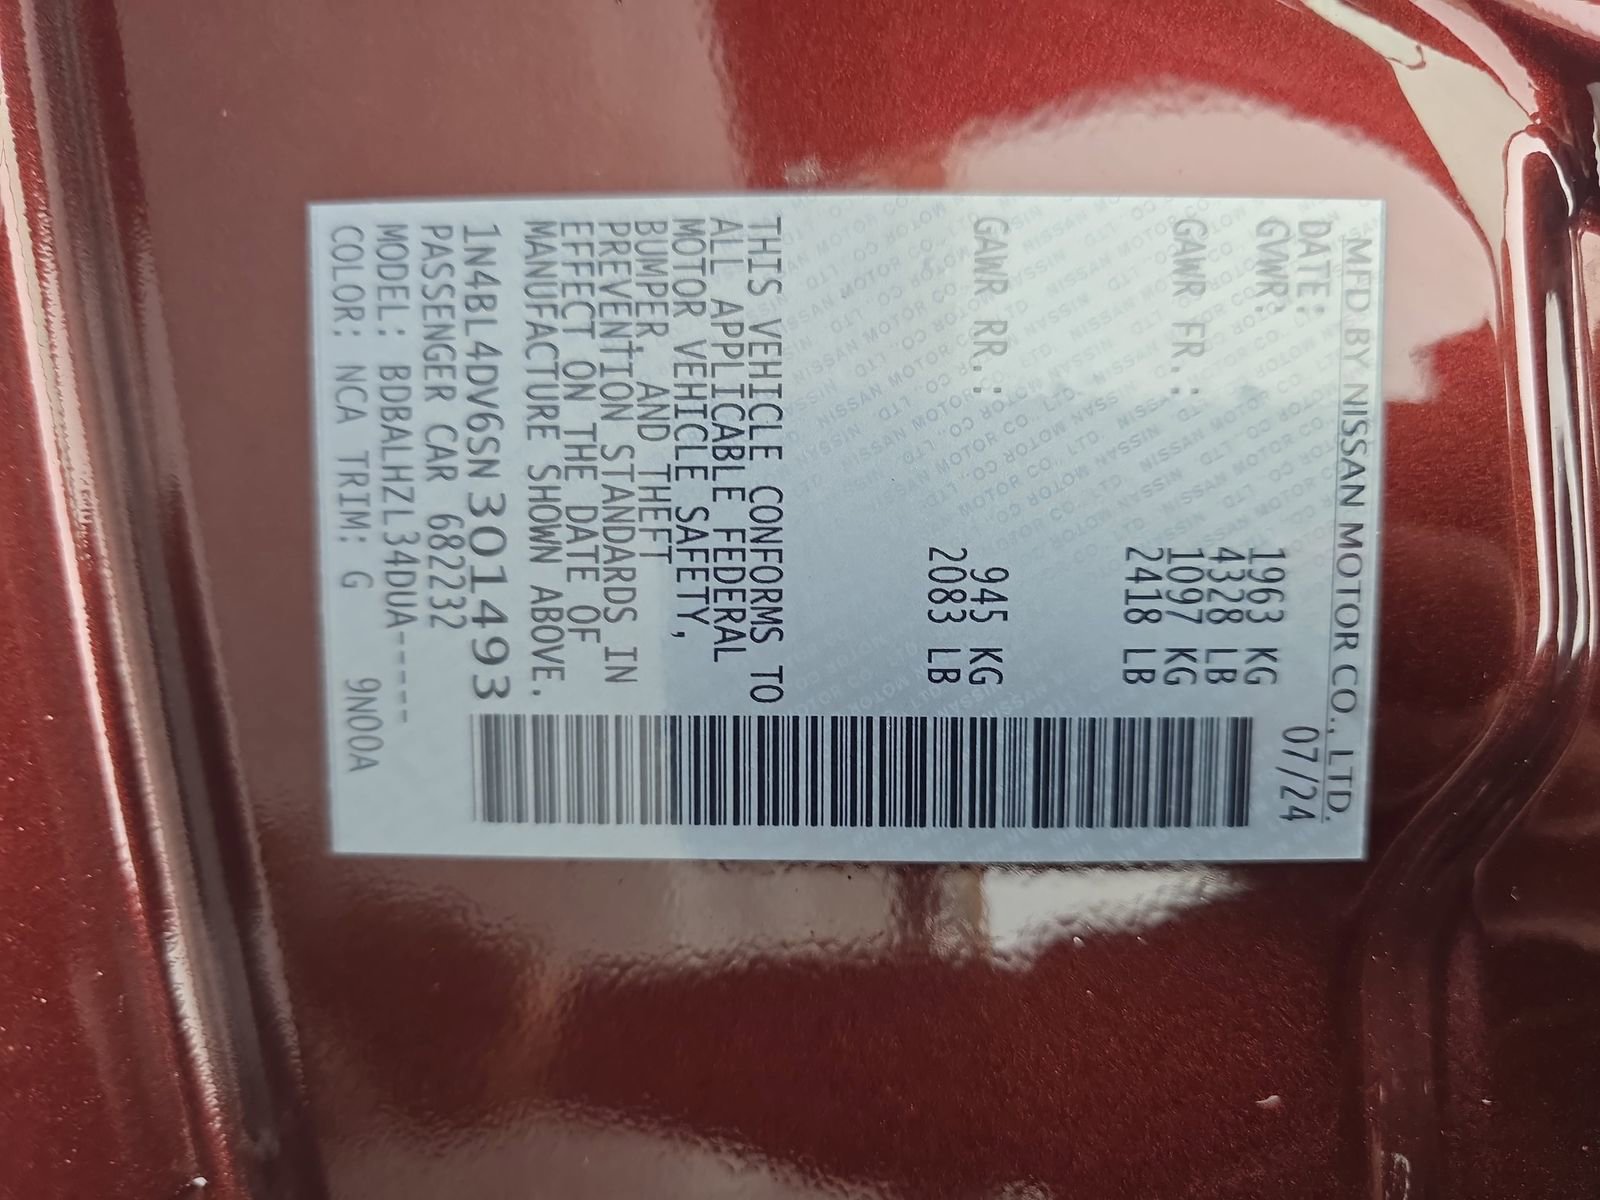 MFD BY NISSAN MOTOR CO., LTD.
DATE: 07/24
GVWR: 1963 KG
4328 LB
GAWR FR.: 1097 KG
2418 LB
GAWR RR.: 945 KG
2083 LB
THIS VEHICLE CONFORMS TO
ALL APPLICABLE FEDERAL
MOTOR VEHICLE SAFETY,
BUMPER, AND THEFT
PREVENTION STANDARDS IN
EFFECT ON THE DATE OF
MANUFACTURE SHOWN ABOVE.
1N4BL4DV6SN301493
PASSENGER CAR 682232
MODEL: BDBALHZL34DUA-----
COLOR: NCA TRIM: G 9N00A